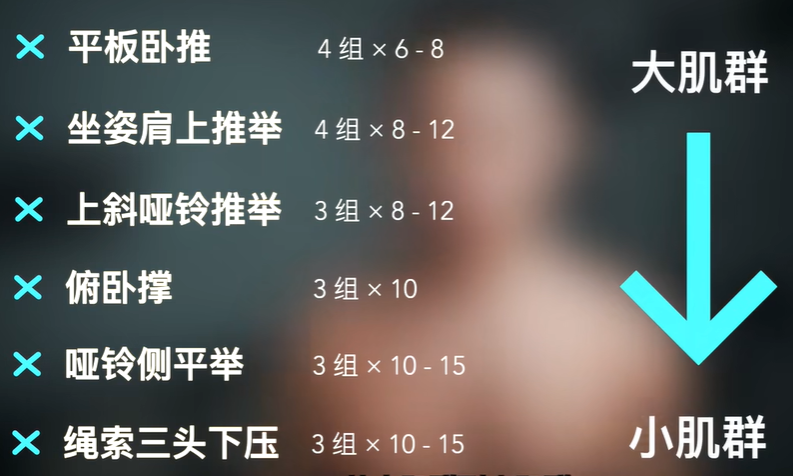 平板卧推 4 组 × 6 - 8
坐姿肩上推举 4 组 × 8 - 12
上斜哑铃推举 3 组 × 8 - 12
俯卧撑 3 组 × 10
哑铃侧平举 3 组 × 10 - 15
绳索三头下压 3 组 × 10 - 15
大肌群
小肌群